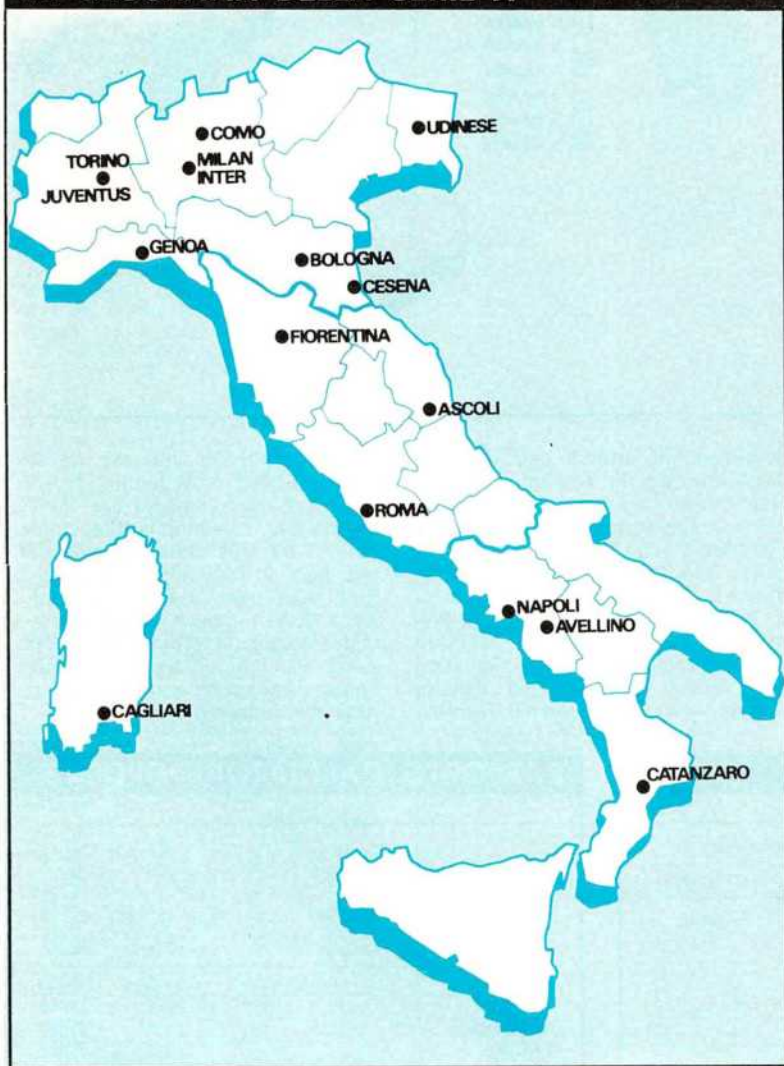 COMO
UDINESE
TORINO
JUVENTUS
MILAN
INTER
GENOA
BOLOGNA
CESENA
FIORENTINA
ASCOLI
ROMA
NAPOLI
AVELLINO
CAGLIARI
CATANZARO